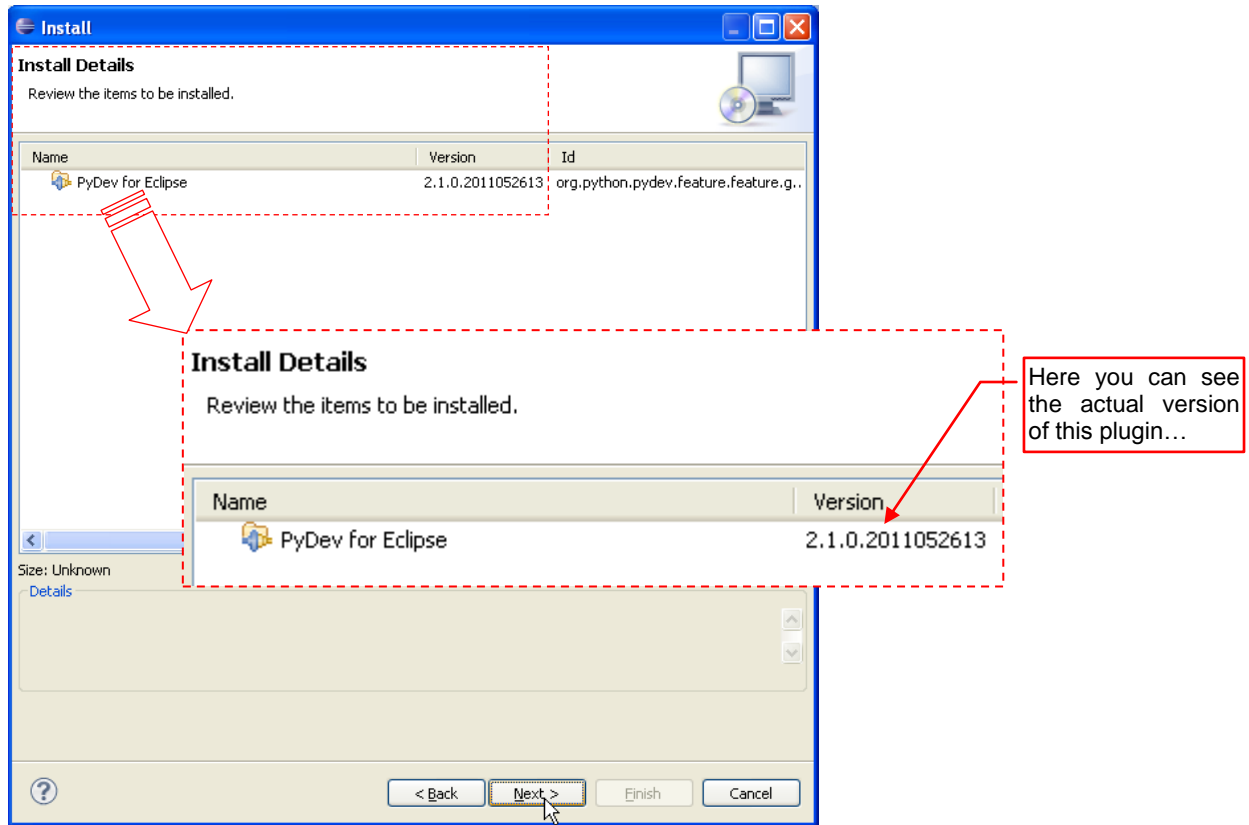 Install
Install Details
Review the items to be installed.
Name Version Id
PyDev for Eclipse 2.1.0.2011052613 org.python.pydev.feature.feature.g..
Install Details
Review the items to be installed.
Name Version
PyDev for Eclipse 2.1.0.2011052613
Here you can see
the actual version
of this plugin…
Size: Unknown
Details
< Back Next > Finish Cancel